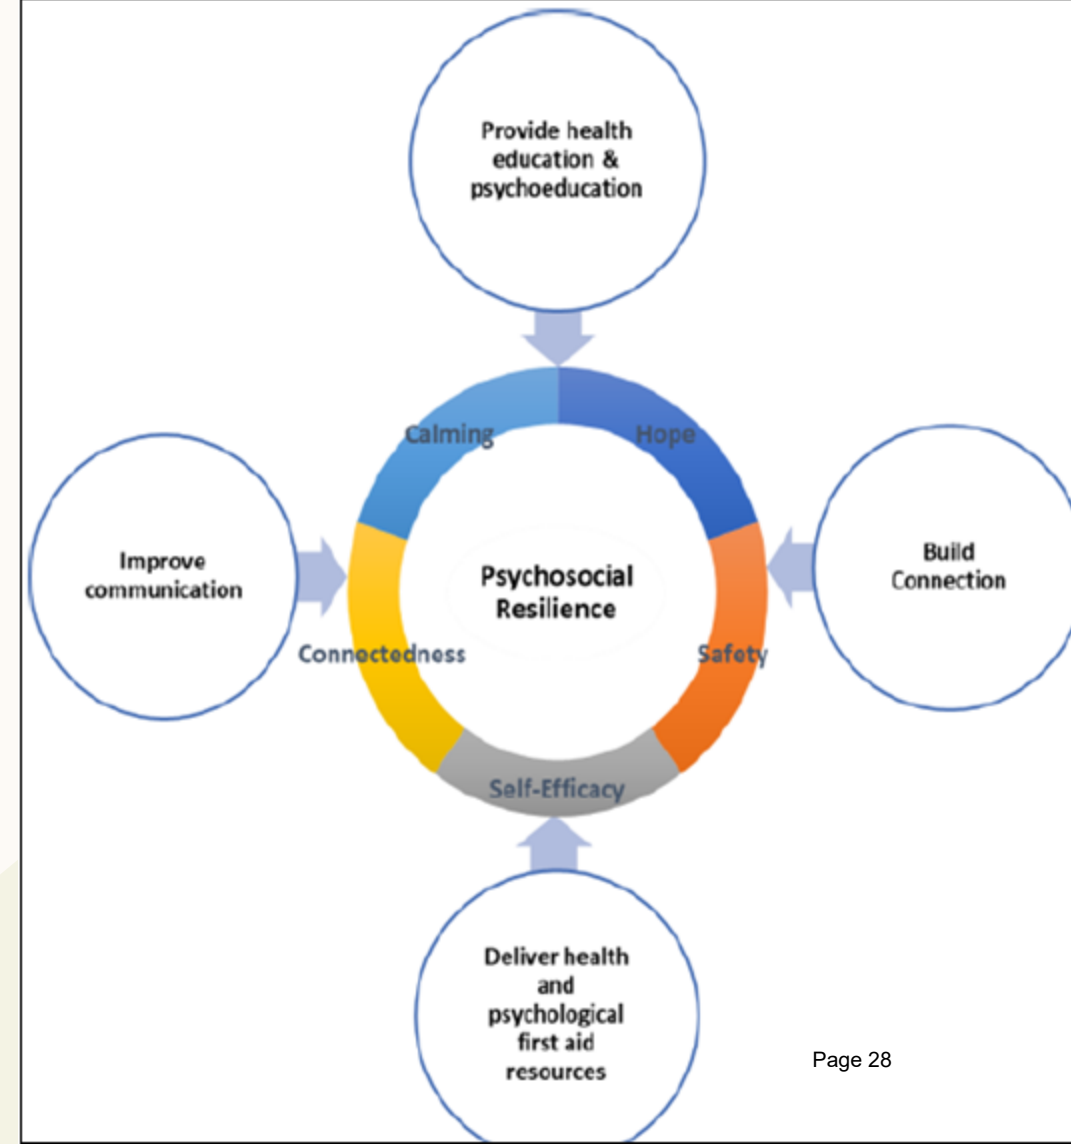 Provide health
education &
psychoeducation
Calming
Hope
Improve
communication
Psychosocial
Resilience
Build
Connection
Connectedness
Safety
Self-Efficacy
Deliver health
and
psychological
first aid
resources
Page 28